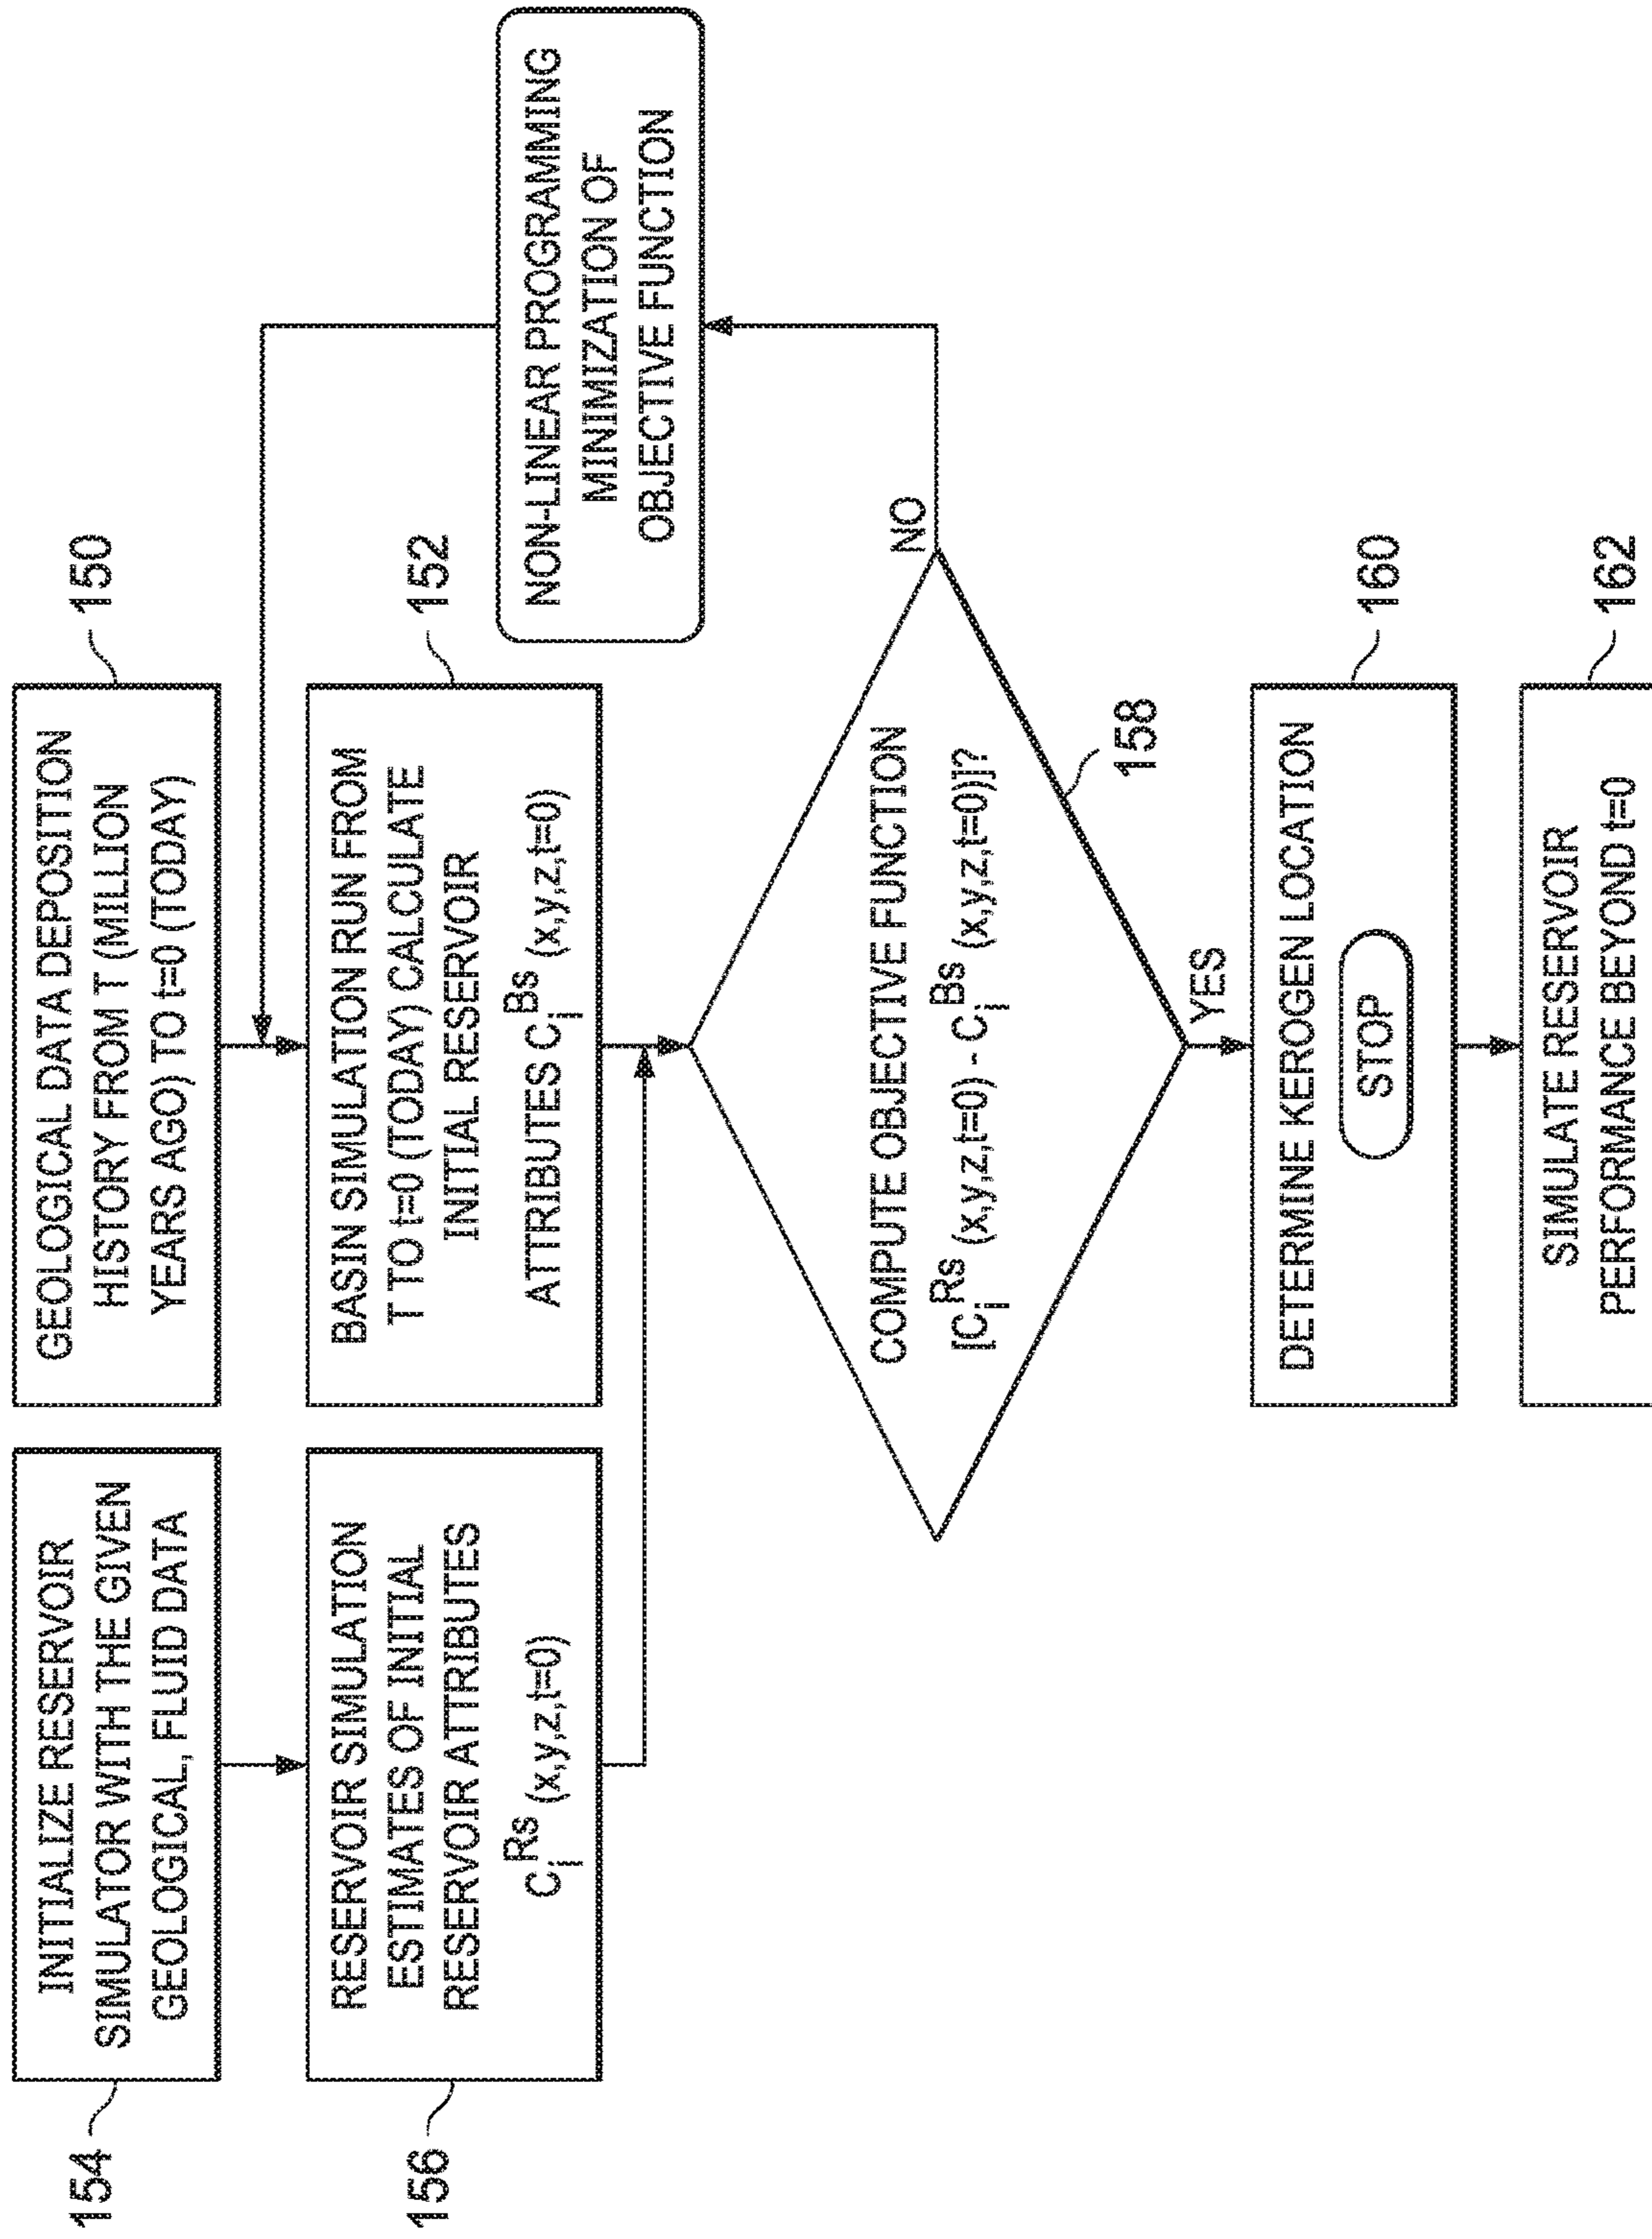 154
INITIALIZE RESERVOIR
SIMULATOR WITH THE GIVEN
GEOLOGICAL, FLUID DATA
GEOLOGICAL DATA DEPOSITION
HISTORY FROM T (MILLION
YEARS AGO) TO t=0 (TODAY)
150
156
RESERVOIR SIMULATION
ESTIMATES OF INITIAL
RESERVOIR ATTRIBUTES
C_i^Rs (x,y,z,t=0)
BASIN SIMULATION RUN FROM
T TO t=0 (TODAY) CALCULATE
INITIAL RESERVOIR
ATTRIBUTES C_i^Bs (x,y,z,t=0)
152
NON-LINEAR PROGRAMMING
MINIMIZATION OF
OBJECTIVE FUNCTION
COMPUTE OBJECTIVE FUNCTION
[C_i^Rs (x,y,z,t=0) - C_i^Bs (x,y,z,t=0)]?
NO
158
YES
DETERMINE KEROGEN LOCATION
STOP
160
SIMULATE RESERVOIR
PERFORMANCE BEYOND t=0
162